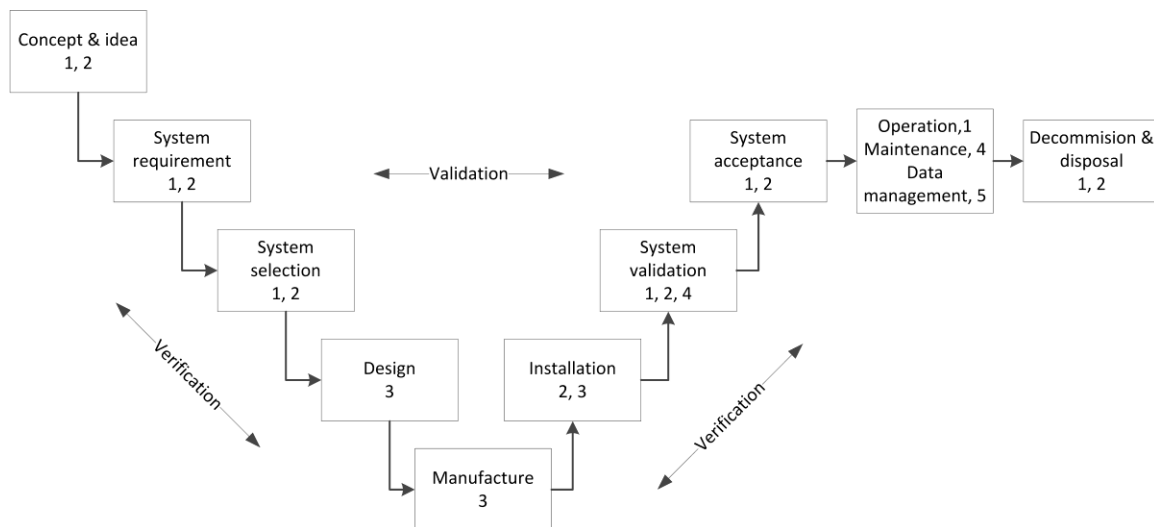 Concept & idea
1, 2
System
requirement
1, 2
System
selection
1, 2
Design
3
Manufacture
3
Installation
2, 3
System
validation
1, 2, 4
System
acceptance
1, 2
Operation,1
Maintenance, 4
Data
management, 5
Decommision &
disposal
1, 2
Validation
Verification
Verification